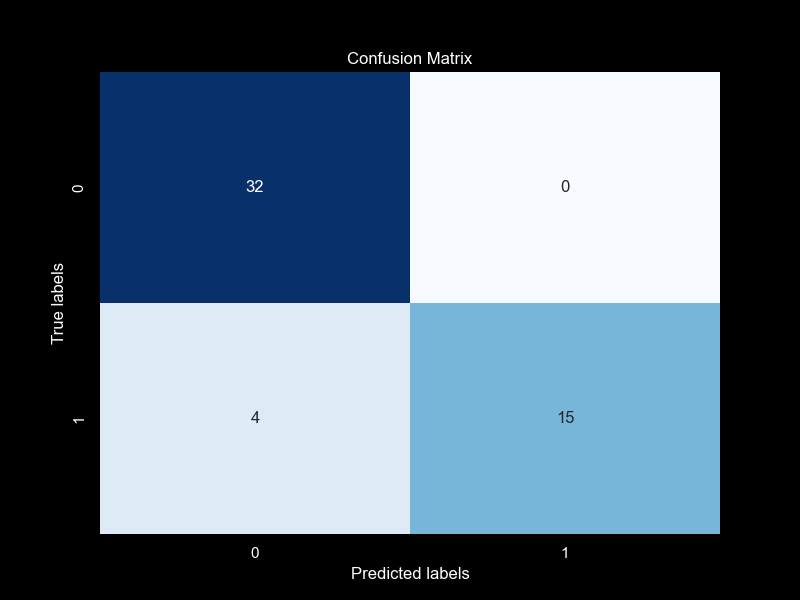 Confusion Matrix
0
32
0
True labels
1
4
15
0
1
Predicted labels